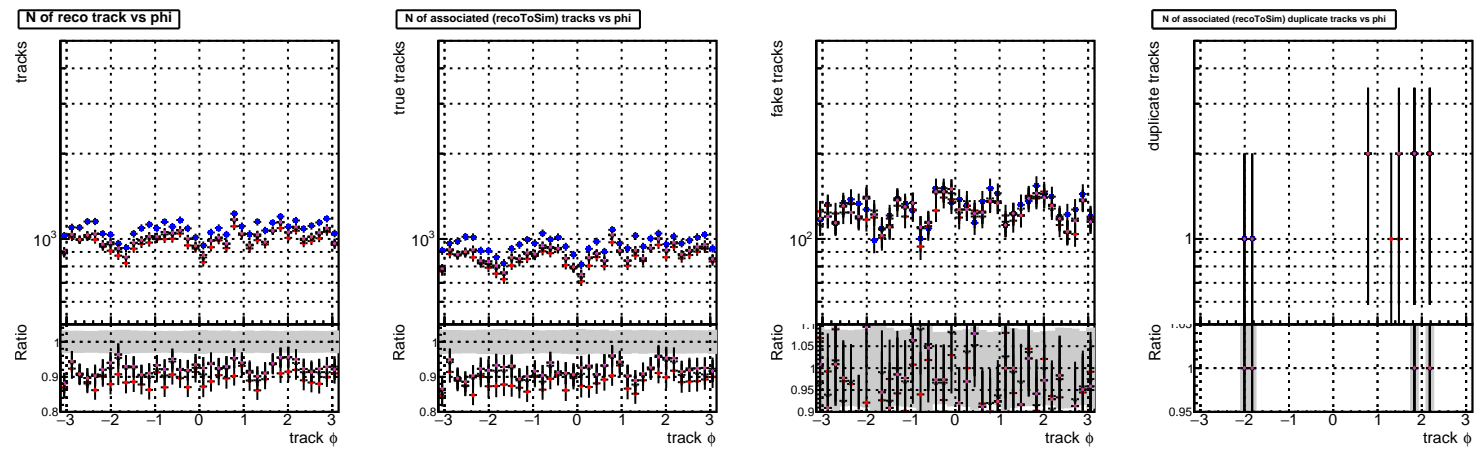 N of reco track vs phi
tracks
10³
Ratio
1
0.9
0.8
−3 −2 −1 0 1 2 3
track ϕ
N of associated (recoToSim) tracks vs phi
true tracks
10³
Ratio
1
0.9
0.8
−3 −2 −1 0 1 2 3
track ϕ
fake tracks
10²
Ratio
1.1
1.05
1
0.95
0.9
−3 −2 −1 0 1 2 3
track ϕ
N of associated (recoToSim) duplicate tracks vs phi
duplicate tracks
1
Ratio
1.05
1
0.95
−3 −2 −1 0 1 2 3
track ϕ